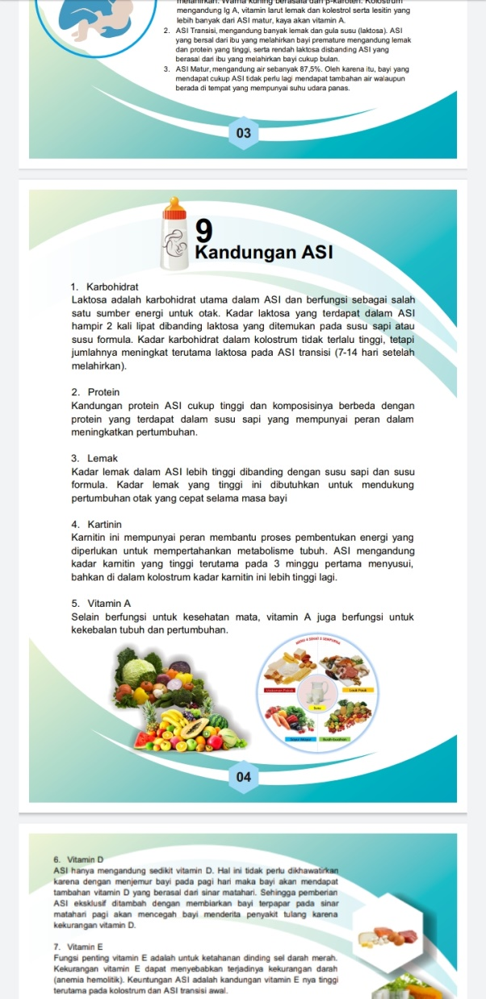 melahirkan. Warna kuning berasala dari β-karoten. Kolostrum
mengandung Ig A, vitamin larut lemak dan kolestrol serta lesitin yang
lebih banyak dari ASI matur, kaya akan vitamin A.
2. ASI Transisi, mengandung banyak lemak dan gula susu (laktosa). ASI
yang bersal dari ibu yang melahirkan bayi premature mengandung lemak
dan protein yang tinggi, serta rendah laktosa disbanding ASI yang
berasal dari ibu yang melahirkan bayi cukup bulan.
3. ASI Matur, mengandung air sebanyak 87,5%. Oleh karena itu, bayi yang
mendapat cukup ASI tidak perlu lagi mendapat tambahan air walaupun
berada di tempat yang mempunyai suhu udara panas.
03
9
Kandungan ASI
1. Karbohidrat
Laktosa adalah karbohidrat utama dalam ASI dan berfungsi sebagai salah
satu sumber energi untuk otak. Kadar laktosa yang terdapat dalam ASI
hampir 2 kali lipat dibanding laktosa yang ditemukan pada susu sapi atau
susu formula. Kadar karbohidrat dalam kolostrum tidak terlalu tinggi, tetapi
jumlahnya meningkat terutama laktosa pada ASI transisi (7-14 hari setelah
melahirkan).
2. Protein
Kandungan protein ASI cukup tinggi dan komposisinya berbeda dengan
protein yang terdapat dalam susu sapi yang mempunyai peran dalam
meningkatkan pertumbuhan.
3. Lemak
Kadar lemak dalam ASI lebih tinggi dibanding dengan susu sapi dan susu
formula. Kadar lemak yang tinggi ini dibutuhkan untuk mendukung
pertumbuhan otak yang cepat selama masa bayi
4. Kartinin
Karnitin ini mempunyai peran membantu proses pembentukan energi yang
diperlukan untuk mempertahankan metabolisme tubuh. ASI mengandung
kadar karnitin yang tinggi terutama pada 3 minggu pertama menyusui,
bahkan di dalam kolostrum kadar karnitin ini lebih tinggi lagi.
5. Vitamin A
Selain berfungsi untuk kesehatan mata, vitamin A juga berfungsi untuk
kekebalan tubuh dan pertumbuhan.
MENU 4 SEHAT 5 SEMPURNA
Makanan Pokok
Lauk Pauk
Susu
Sayur-Mayur
Buah-buahan
04
6. Vitamin D
ASI hanya mengandung sedikit vitamin D. Hal ini tidak perlu dikhawatirkan
karena dengan menjemur bayi pada pagi hari maka bayi akan mendapat
tambahan vitamin D yang berasal dari sinar matahari. Sehingga pemberian
ASI eksklusif ditambah dengan membiarkan bayi terpapar pada sinar
matahari pagi akan mencegah bayi menderita penyakit tulang karena
kekurangan vitamin D.
7. Vitamin E
Fungsi penting vitamin E adalah untuk ketahanan dinding sel darah merah.
Kekurangan vitamin E dapat menyebabkan terjadinya kekurangan darah
(anemia hemolitik). Keuntungan ASI adalah kandungan vitamin E nya tinggi
terutama pada kolostrum dan ASI transisi awal.